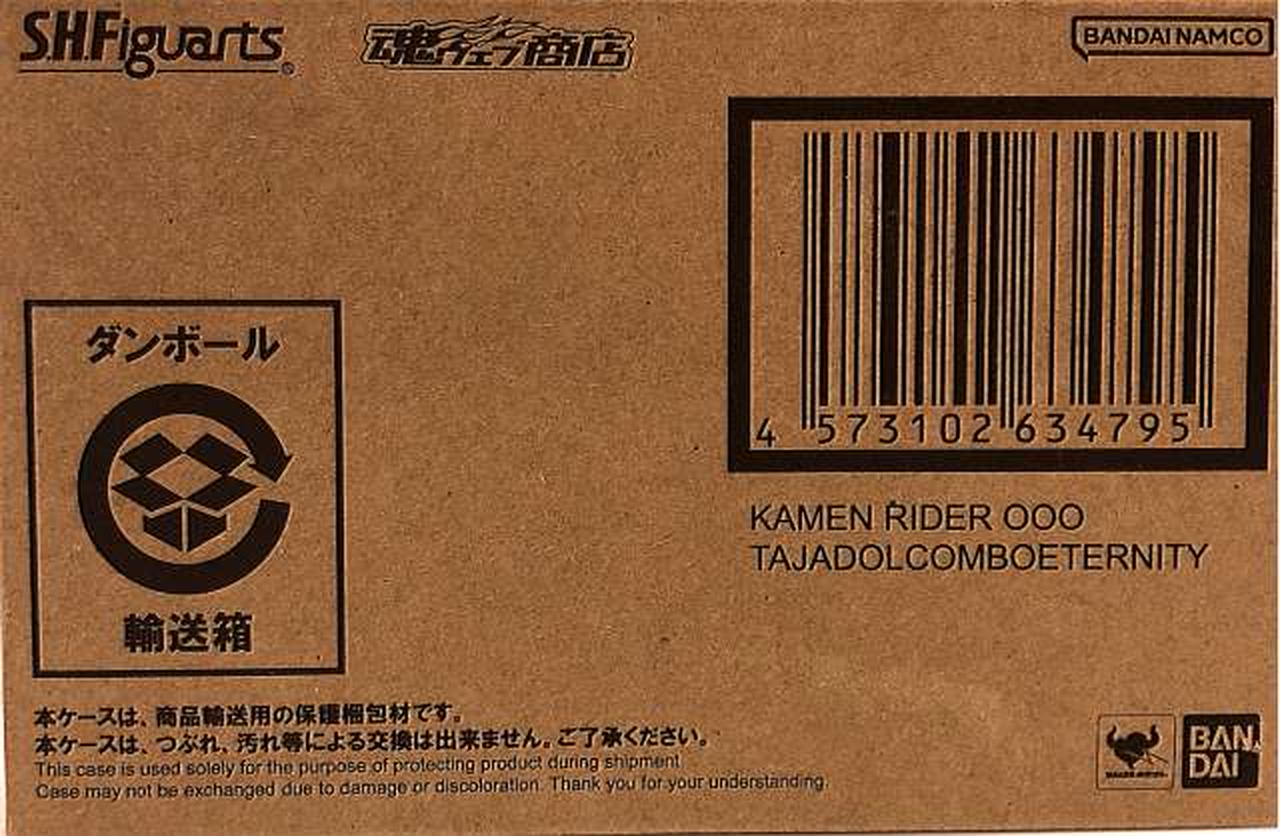 S.H.Figuarts
魂ウェブ商店
BANDAI NAMCO
4 573102 634795
KAMEN RIDER OOO
TAJADOLCOMBOETERNITY
ダンボール
輸送箱
本ケースは、商品輸送用の保護梱包材です。
本ケースは、つぶれ、汚れ等による交換は出来ません。ご了承ください。
This case is used solely for the purpose of protecting product during shipment
Case may not be exchanged due to damage or discoloration. Thank you for your understanding.
BAN
DAI